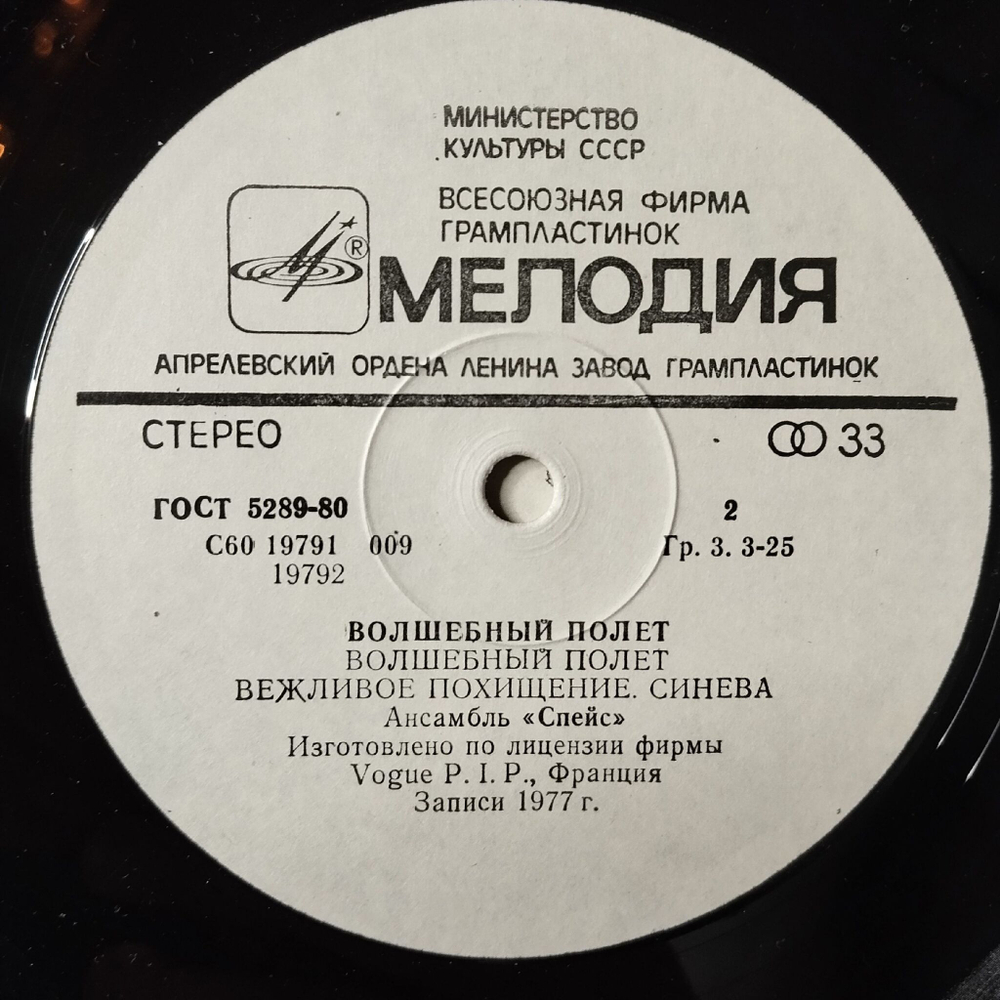 МИНИСТЕРСТВО
КУЛЬТУРЫ СССР
ВСЕСОЮЗНАЯ ФИРМА
ГРАМПЛАСТИНОК
®
МЕЛОДИЯ
АПРЕЛЕВСКИЙ ОРДЕНА ЛЕНИНА ЗАВОД ГРАМПЛАСТИНОК
СТЕРЕО 33
ГОСТ 5289-80 2
С60 19791 009 Гр. 3. 3-25
19792
ВОЛШЕБНЫЙ ПОЛЕТ
ВОЛШЕБНЫЙ ПОЛЕТ
ВЕЖЛИВОЕ ПОХИЩЕНИЕ. СИНЕВА
Ансамбль «Спейс»
Изготовлено по лицензии фирмы
Vogue P. I. P., Франция
Записи 1977 г.